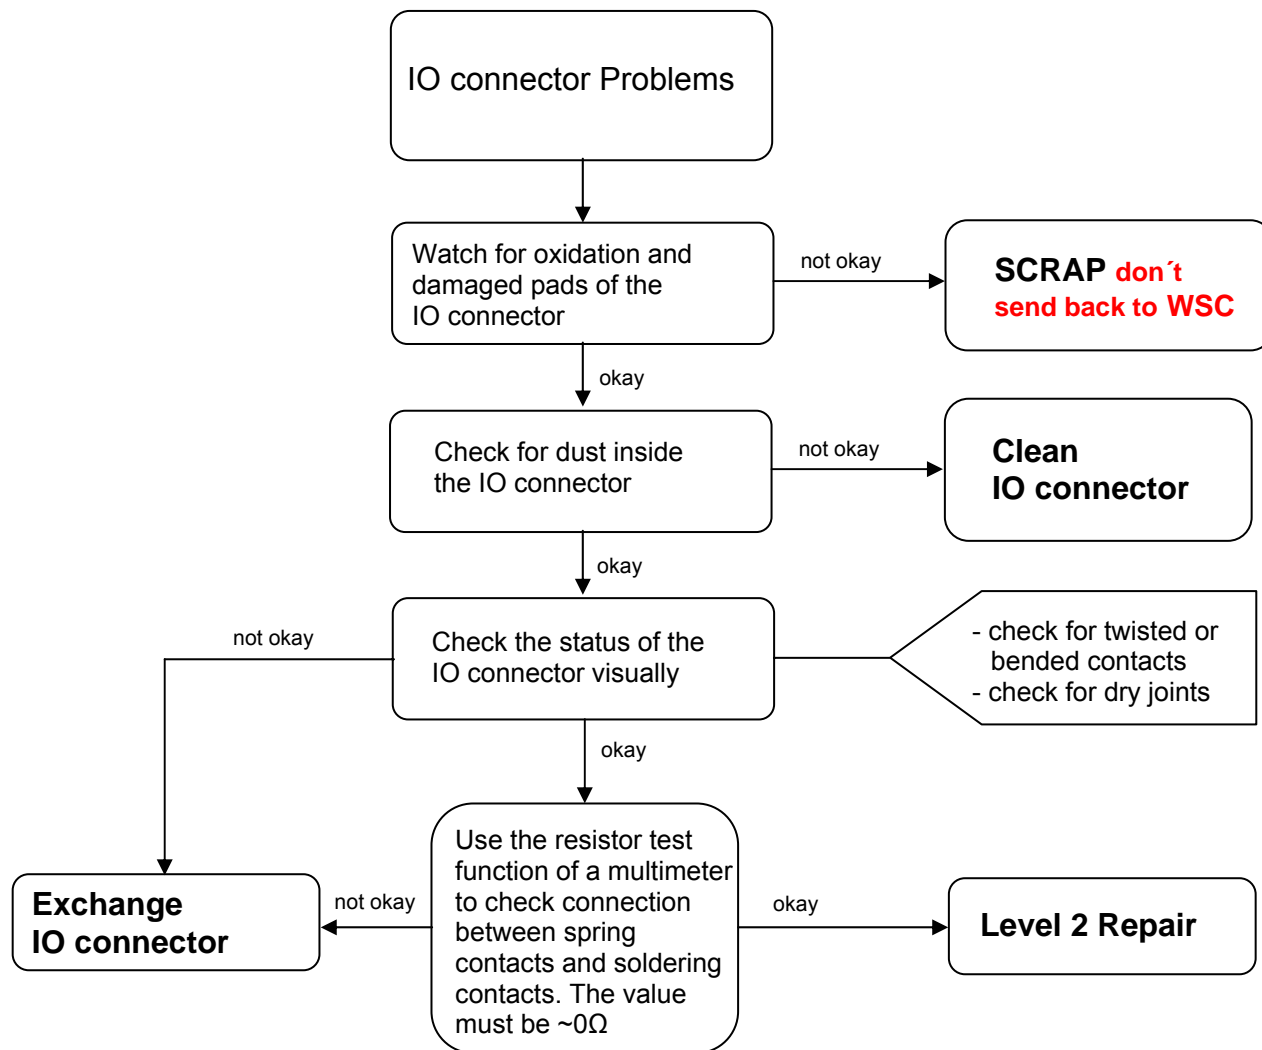 IO connector Problems
Watch for oxidation and
damaged pads of the
IO connector
not okay
SCRAP don´t
send back to WSC
okay
Check for dust inside
the IO connector
not okay
Clean
IO connector
okay
not okay
Check the status of the
IO connector visually
- check for twisted or
bended contacts
- check for dry joints
okay
Use the resistor test
function of a multimeter
to check connection
between spring
contacts and soldering
contacts. The value
must be ~0Ω
not okay
Exchange
IO connector
okay
Level 2 Repair